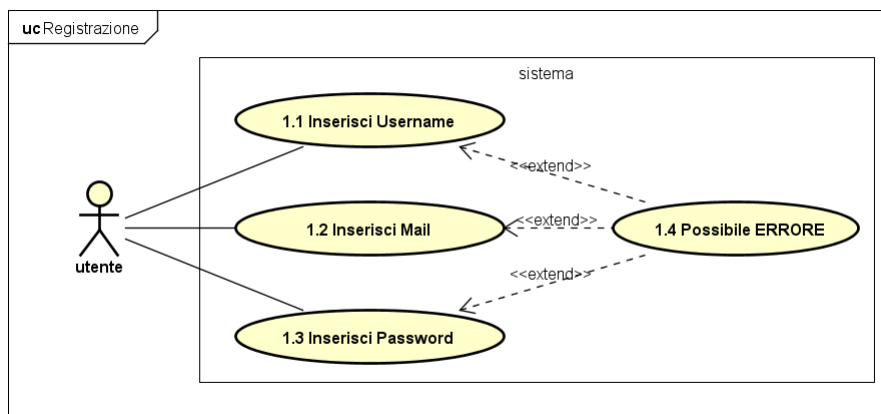 uc Registrazione
sistema
1.1 Inserisci Username
<<extend>>
1.2 Inserisci Mail
<<extend>>
1.4 Possibile ERRORE
utente
<<extend>>
1.3 Inserisci Password